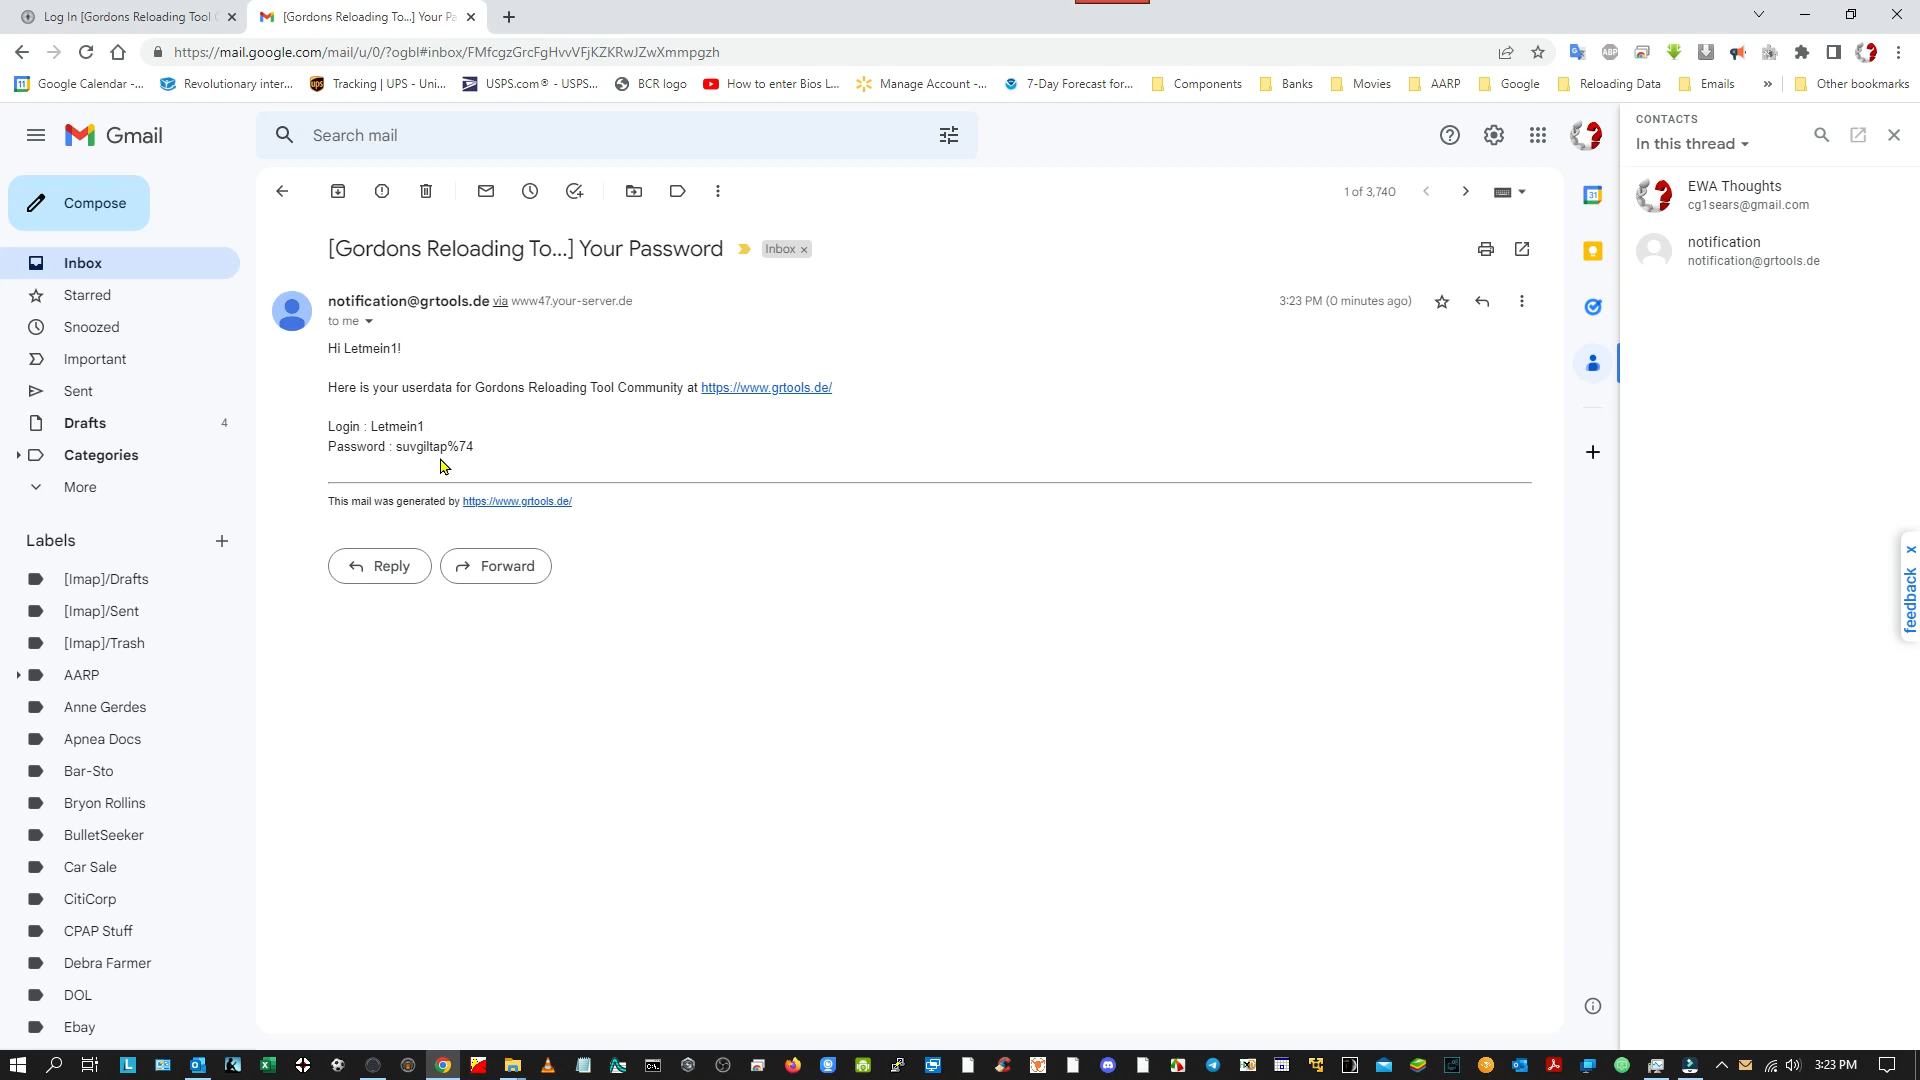 Log In [Gordons Reloading Tool
[Gordons Reloading To...] Your Pa
https://mail.google.com/mail/u/0/?ogbl#inbox/FMfcgzGrcFgHvvVFjKZKRwJZwXmmpgzh
Google Calendar -...
Revolutionary inter...
Tracking | UPS - Uni...
USPS.com® - USPS...
BCR logo
How to enter Bios L...
Manage Account -...
7-Day Forecast for...
Components
Banks
Movies
AARP
Google
Reloading Data
Emails
»
Other bookmarks
Gmail
Search mail
CONTACTS
In this thread
Compose
1 of 3,740
EWA Thoughts
cg1sears@gmail.com
notification
notification@grtools.de
[Gordons Reloading To...] Your Password
Inbox x
notification@grtools.de via www47.your-server.de
3:23 PM (0 minutes ago)
to me
Hi Letmein1!
Here is your userdata for Gordons Reloading Tool Community at https://www.grtools.de/
Login : Letmein1
Password : suvgiltap%74
This mail was generated by https://www.grtools.de/
Reply
Forward
Inbox
Starred
Snoozed
Important
Sent
Drafts 4
Categories
More
Labels
[Imap]/Drafts
[Imap]/Sent
[Imap]/Trash
AARP
Anne Gerdes
Apnea Docs
Bar-Sto
Bryon Rollins
BulletSeeker
Car Sale
CitiCorp
CPAP Stuff
Debra Farmer
DOL
Ebay
feedback x
3:23 PM